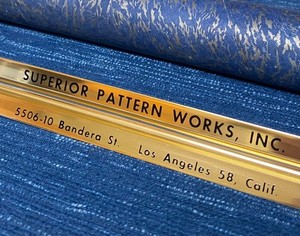 SUPERIOR PATTERN WORKS, INC.
5506-10 Bandera St. Los Angeles 58, Calif.